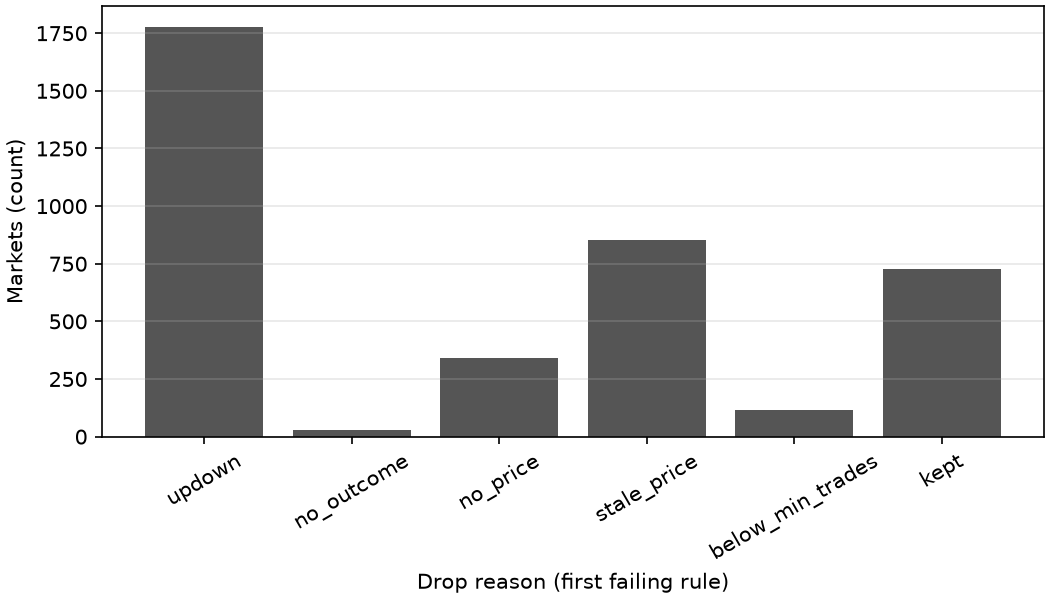 Markets (count)
1750
1500
1250
1000
750
500
250
0
updown
no_outcome
no_price
stale_price
below_min_trades
kept
Drop reason (first failing rule)